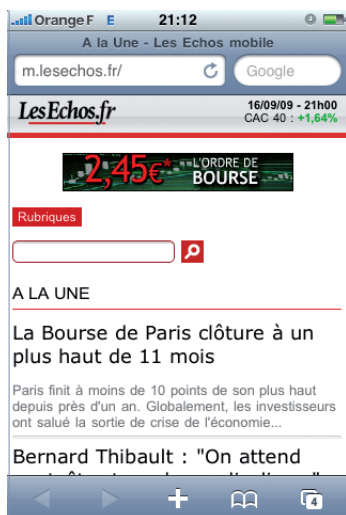 Orange F E 21:12
A la Une - Les Echos mobile
m.lesechos.fr/ Google
LesEchos.fr 16/09/09 - 21h00
CAC 40 : +1,64%
2,45€* L'ORDRE DE
BOURSE
Rubriques
A LA UNE
La Bourse de Paris clôture à un
plus haut de 11 mois
Paris finit à moins de 10 points de son plus haut
depuis près d'un an. Globalement, les investisseurs
ont salué la sortie de crise de l'économie...
Bernard Thibault : "On attend
4